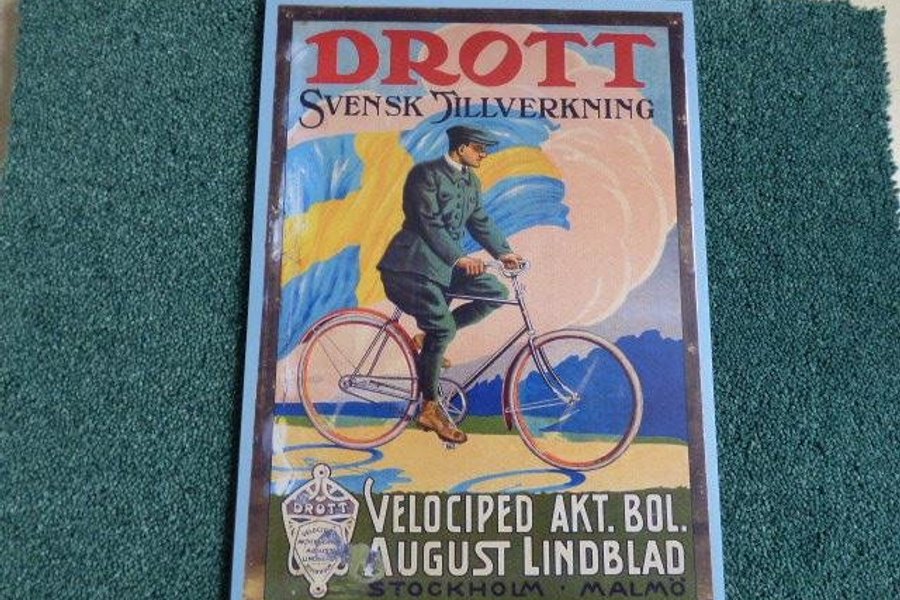 DROTT
SVENSK TILLVERKNING
DROTT
VELOCIPED AKT. BOL.
AUGUST LINDBLAD
STOCKHOLM · MALMÖ